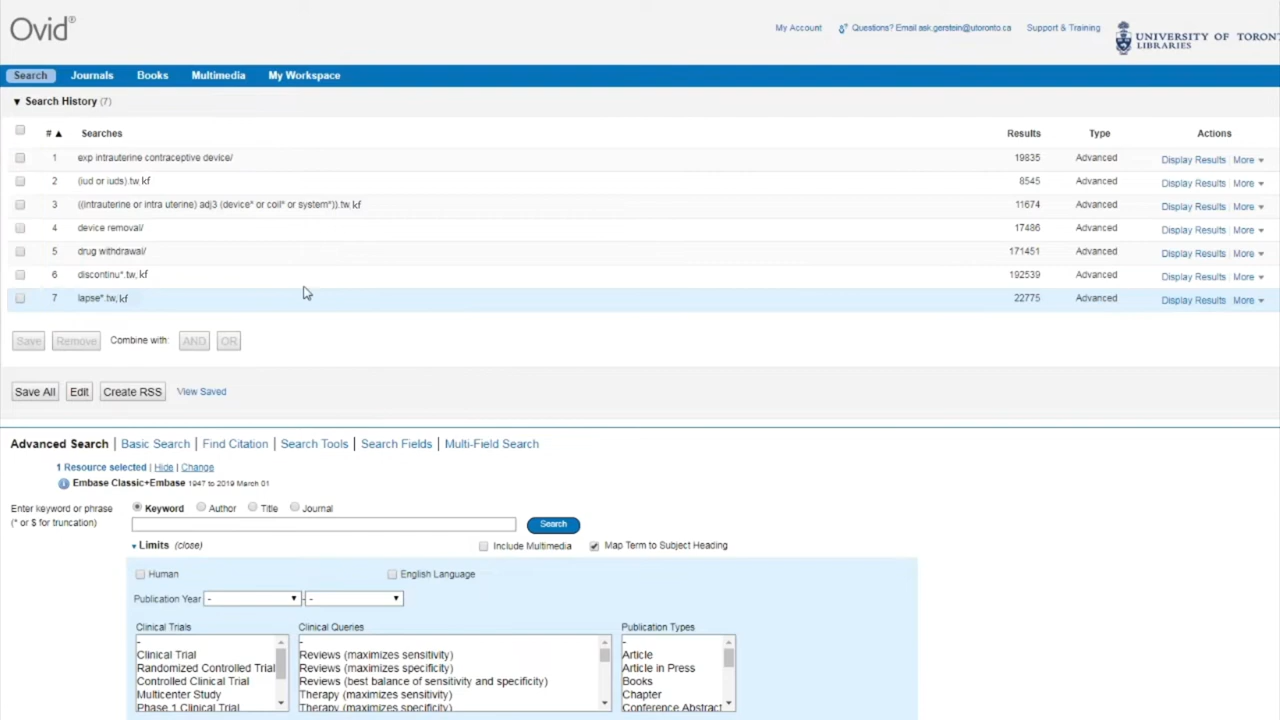 Ovid®
My Account Questions? Email ask.gerstein@utoronto.ca Support & Training
UNIVERSITY OF TORONT
LIBRARIES
Search Journals Books Multimedia My Workspace
▼ Search History (7)
# ▲ Searches Results Type Actions
1 exp intrauterine contraceptive device/ 19835 Advanced Display Results More ▼
2 (iud or iuds).tw kf 8545 Advanced Display Results More ▼
3 ((intrauterine or intra uterine) adj3 (device* or coil* or system*)).tw kf 11674 Advanced Display Results More ▼
4 device removal/ 17486 Advanced Display Results More ▼
5 drug withdrawal/ 171451 Advanced Display Results More ▼
6 discontinu*.tw, kf 192539 Advanced Display Results More ▼
7 lapse*.tw, kf 22775 Advanced Display Results More ▼
Save Remove Combine with: AND OR
Save All Edit Create RSS View Saved
Advanced Search | Basic Search | Find Citation | Search Tools | Search Fields | Multi-Field Search
1 Resource selected | Hide | Change
Embase Classic+Embase 1947 to 2019 March 01
Enter keyword or phrase
(* or $ for truncation)
Keyword Author Title Journal
Search
▾ Limits (close) Include Multimedia Map Term to Subject Heading
Human English Language
Publication Year - - -
Clinical Trials Clinical Queries Publication Types
- - -
Clinical Trial Reviews (maximizes sensitivity) Article
Randomized Controlled Trial Reviews (maximizes specificity) Article in Press
Controlled Clinical Trial Reviews (best balance of sensitivity and specificity) Books
Multicenter Study Therapy (maximizes sensitivity) Chapter
Phase 1 Clinical Trial Therapy (maximizes specificity) Conference Abstract